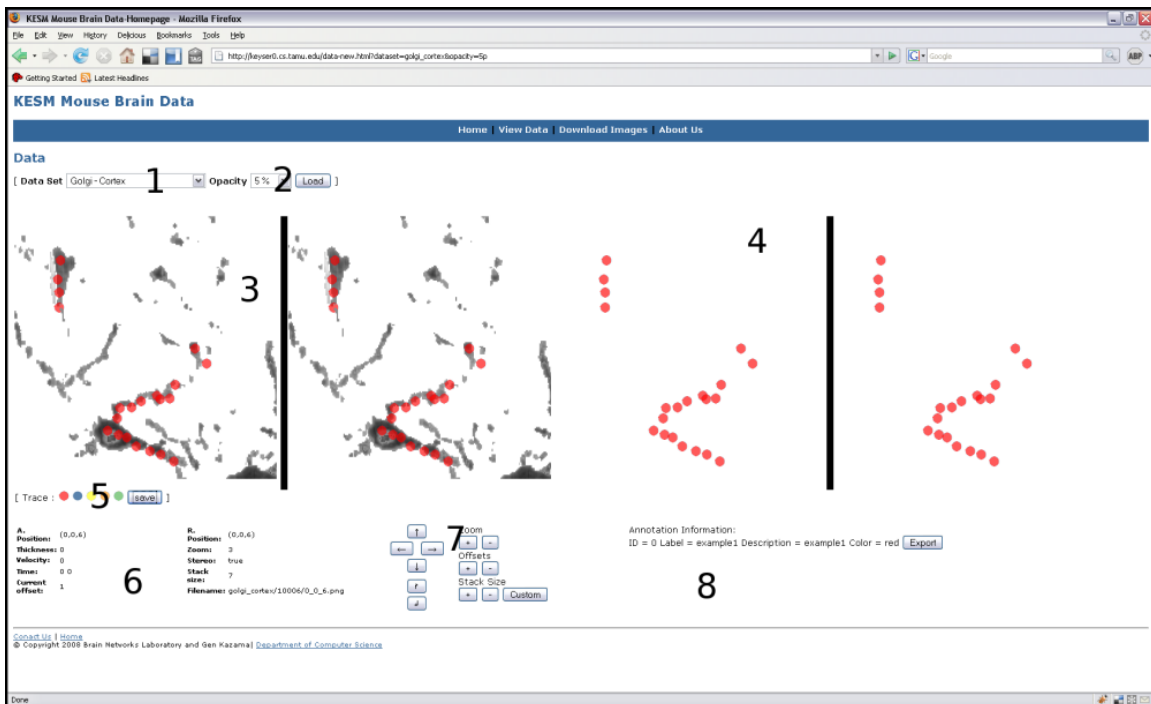 KESM Mouse Brain Data-Homepage - Mozilla Firefox
File Edit View History Delicious Bookmarks Tools Help
http://keyser0.cs.tamu.edu/data-new.html?dataset=golgi_cortex&opacity=5p
Google
ABP
Getting Started Latest Headlines
KESM Mouse Brain Data
Home | View Data | Download Images | About Us
Data
[ Data Set Golgi-Cortex 1 Opacity 5% 2 Load ]
3
4
[ Trace : 5 save ]
A. Position: (0,0,6)
Thickness: 0
Velocity: 0
Time: 0 0
Current offset: 1
6
R. Position: (0,0,6)
Zoom: 3
Stereo: true
Stack size: 7
Filename: golgi_cortex/10006/0_0_6.png
7
Zoom
+ -
Offsets
+ -
Stack Size
+ - Custom
Annotation Information:
ID = 0 Label = example1 Description = example1 Color = red Export
8
Conact Us | Home
© Copyright 2008 Brain Networks Laboratory and Gen Kazama| Department of Computer Science
Done